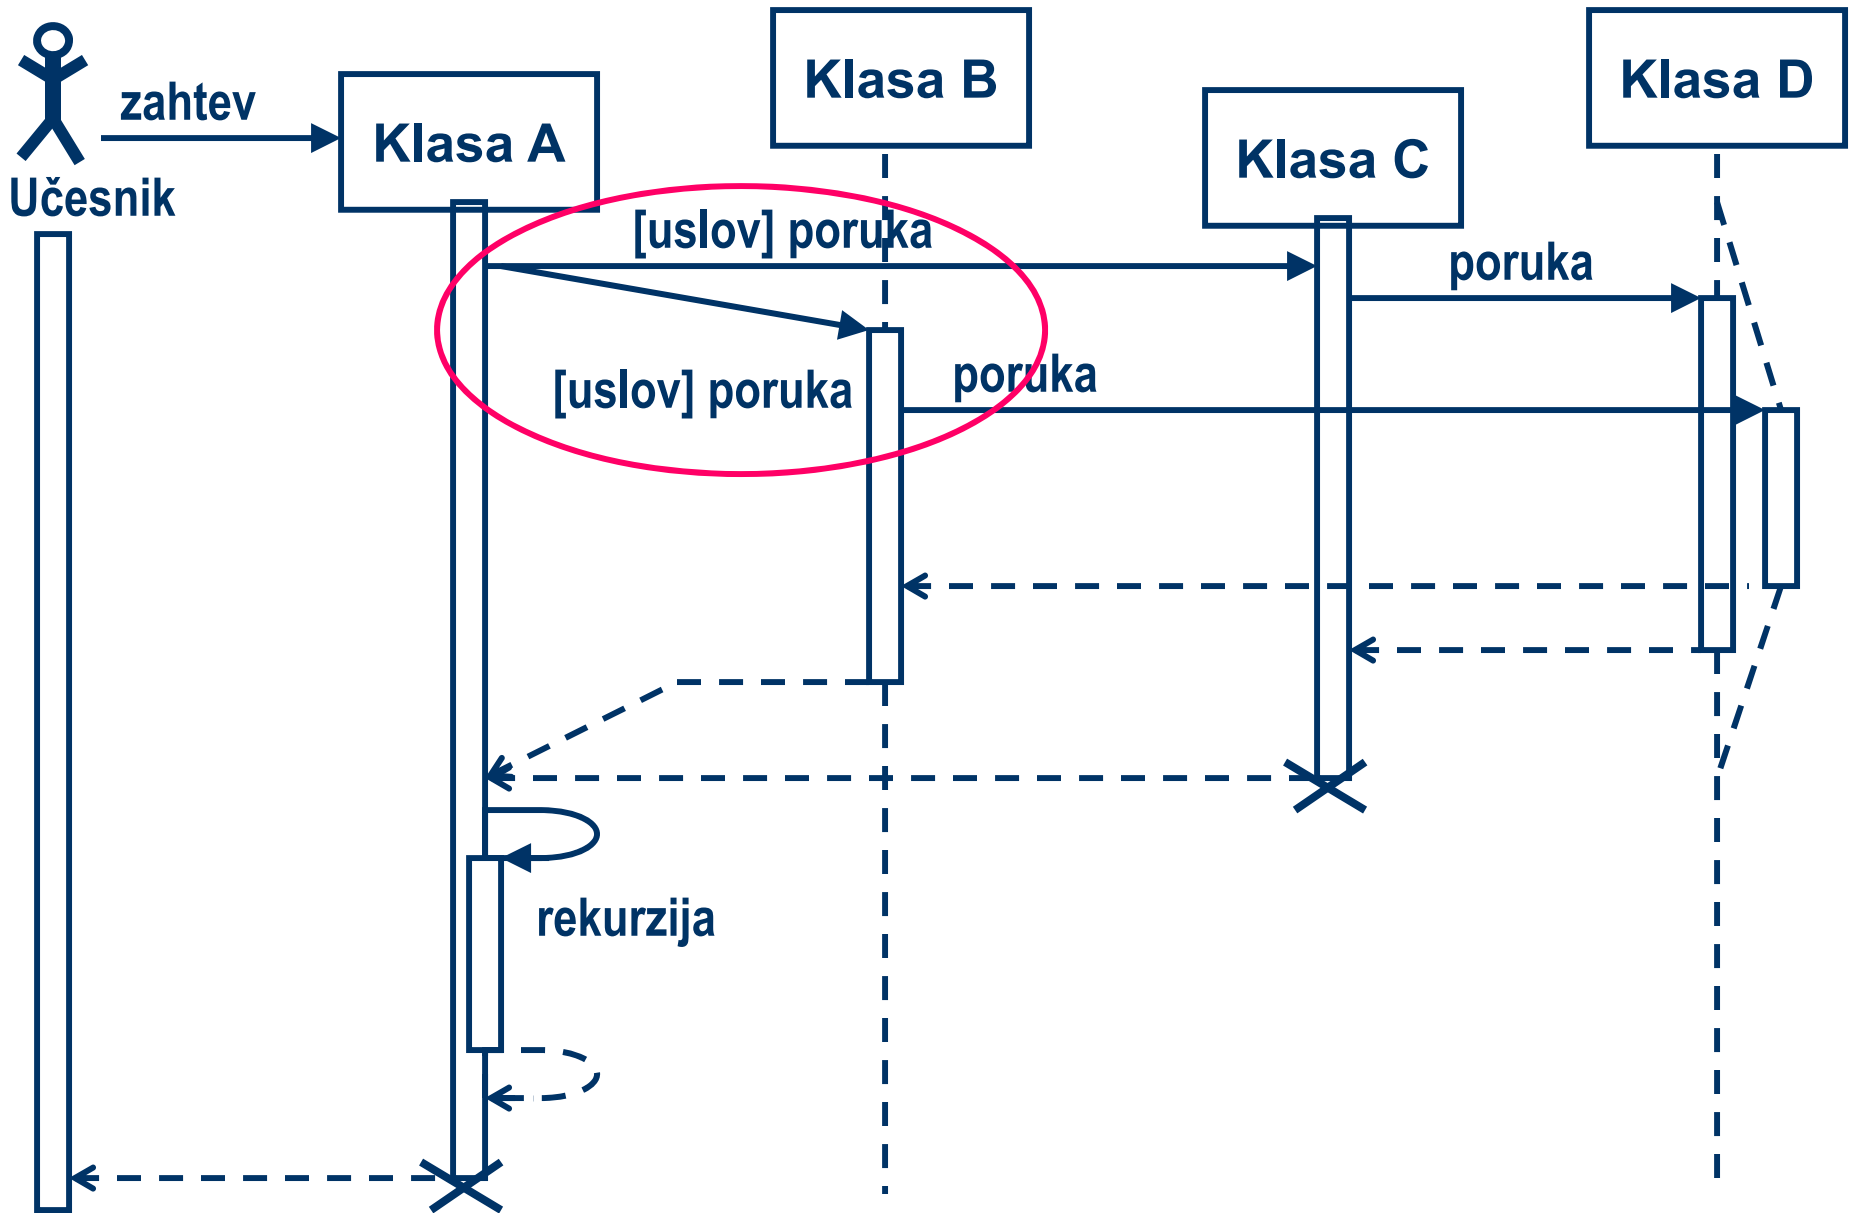 Klasa B
Klasa D
zahtev
Klasa A
Klasa C
Učesnik
[uslov] poruka
poruka
poruka
[uslov] poruka
rekurzija